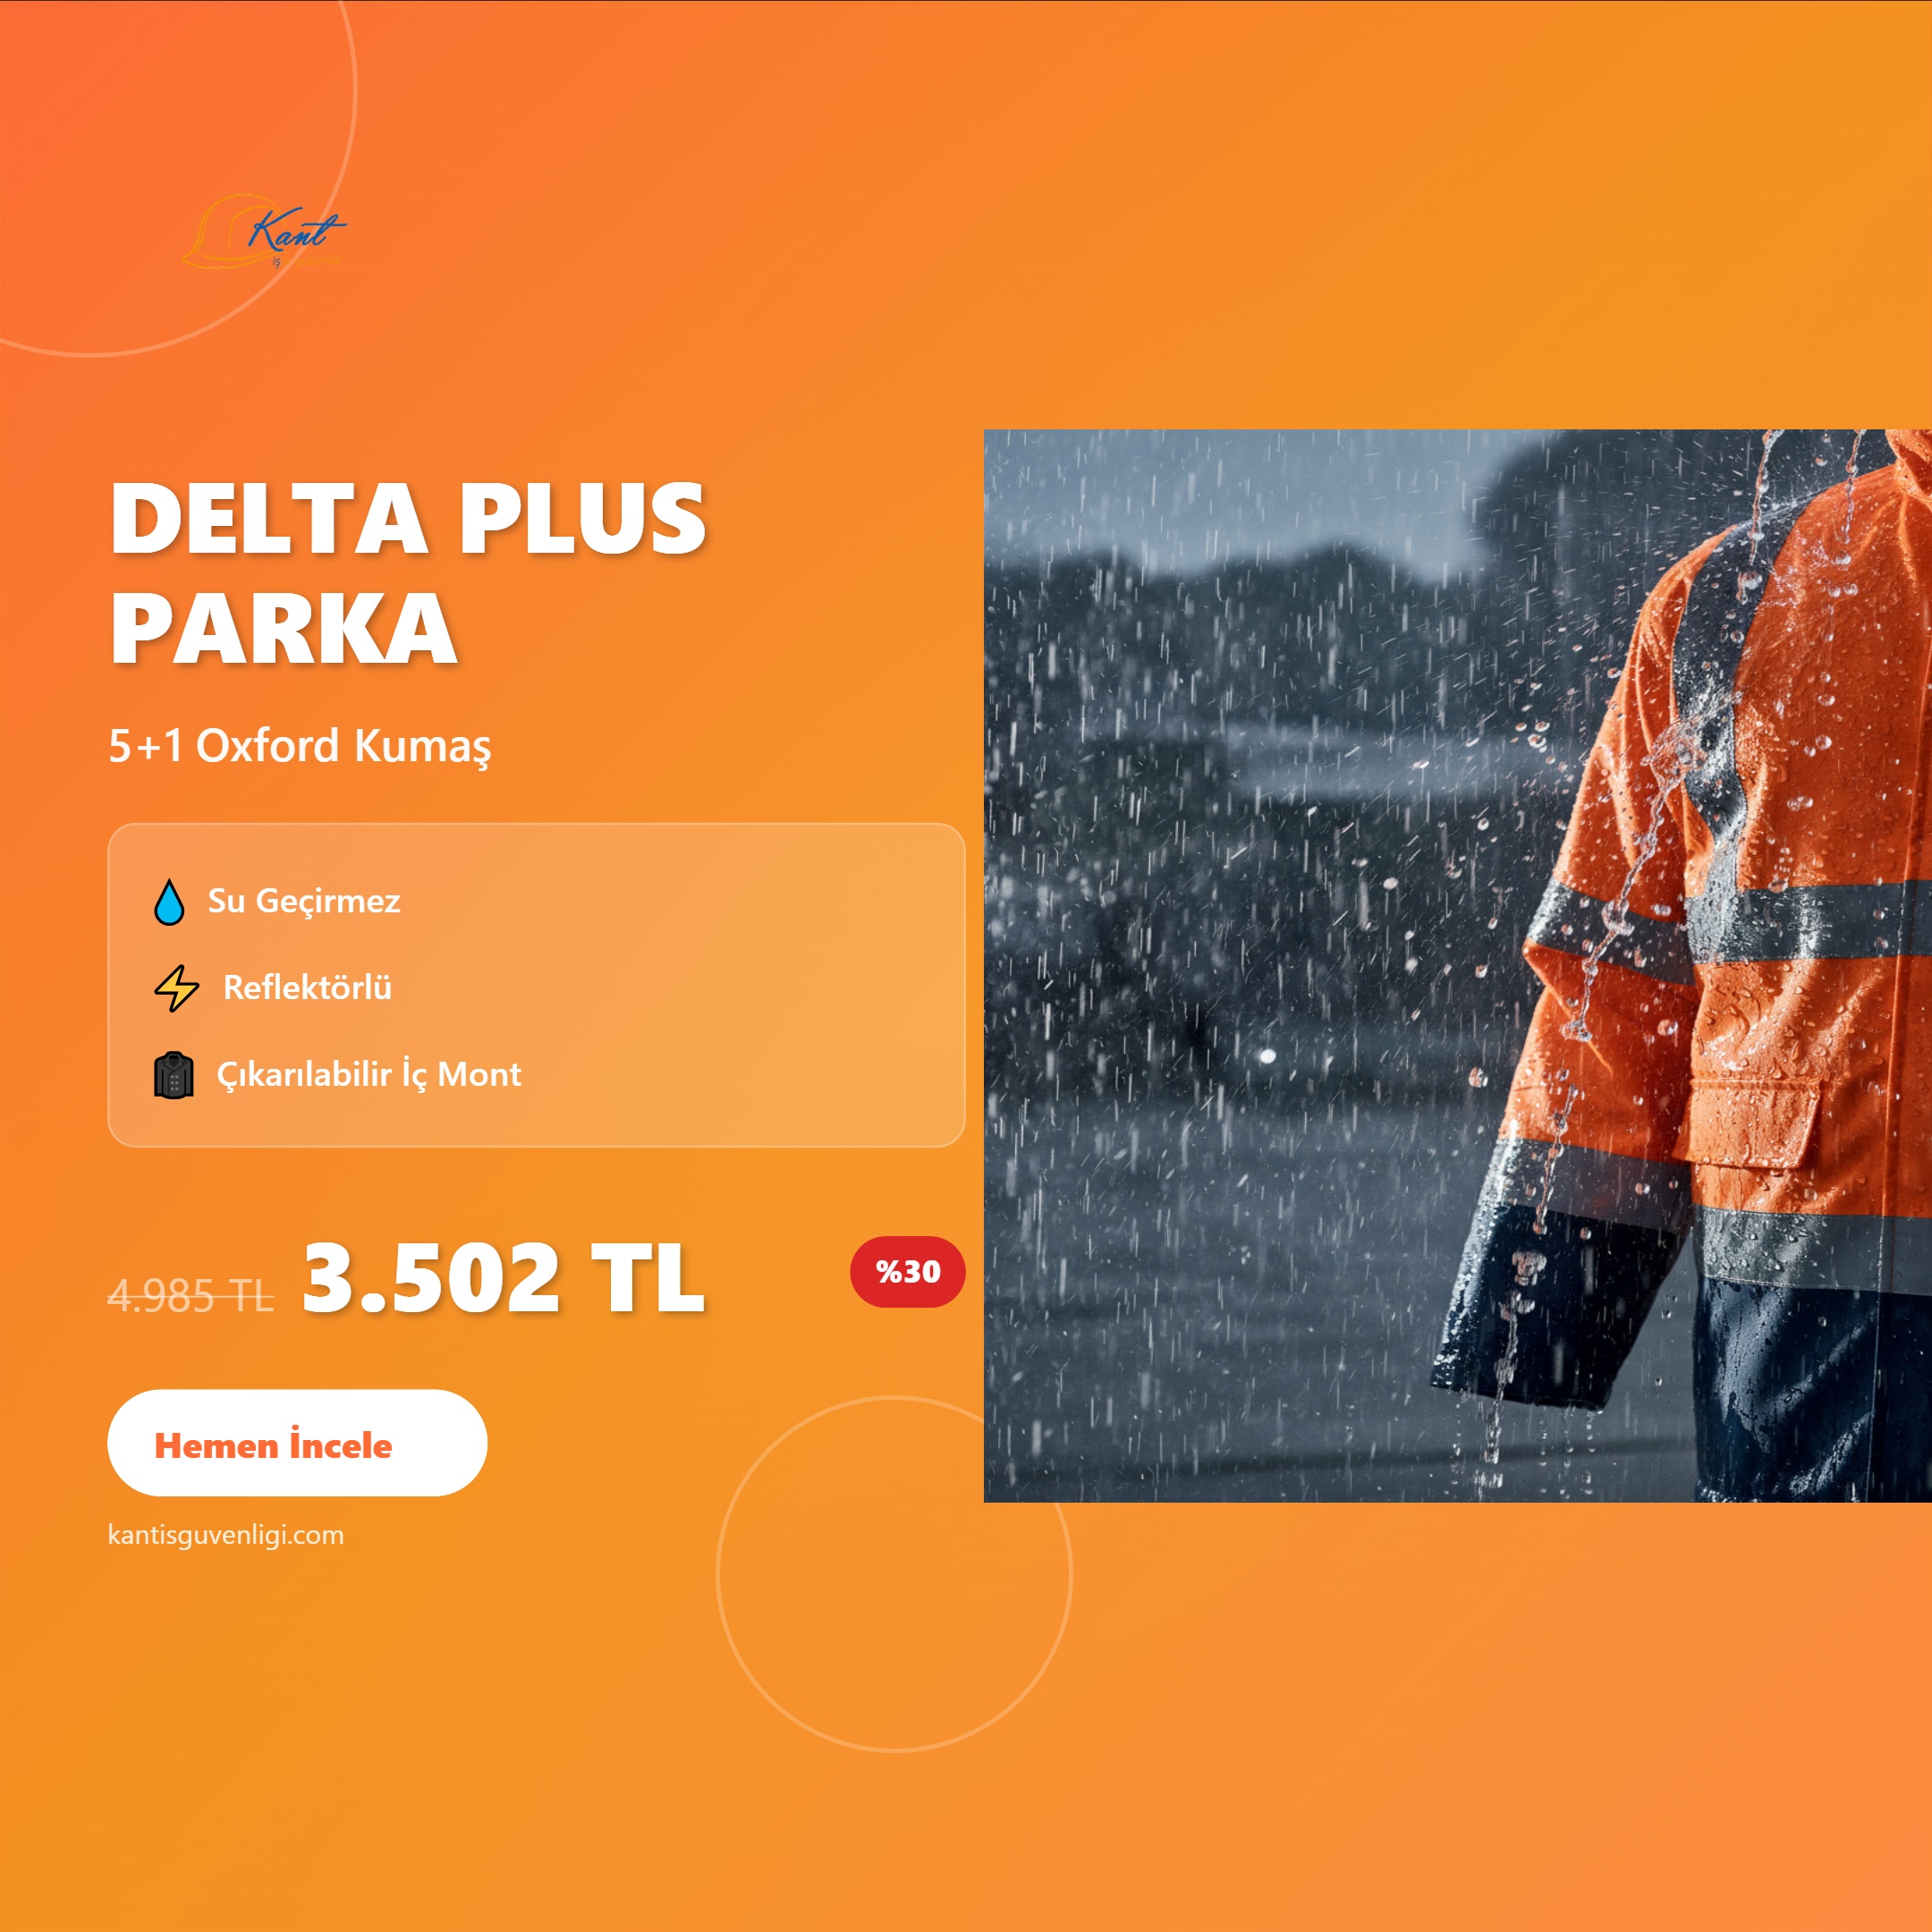 Kant
iş
DELTA PLUS
PARKA
5+1 Oxford Kumaş
Su Geçirmez
Reflektörlü
Çıkarılabilir İç Mont
4.985 TL 3.502 TL %30
Hemen İncele
kantisguvenligi.com